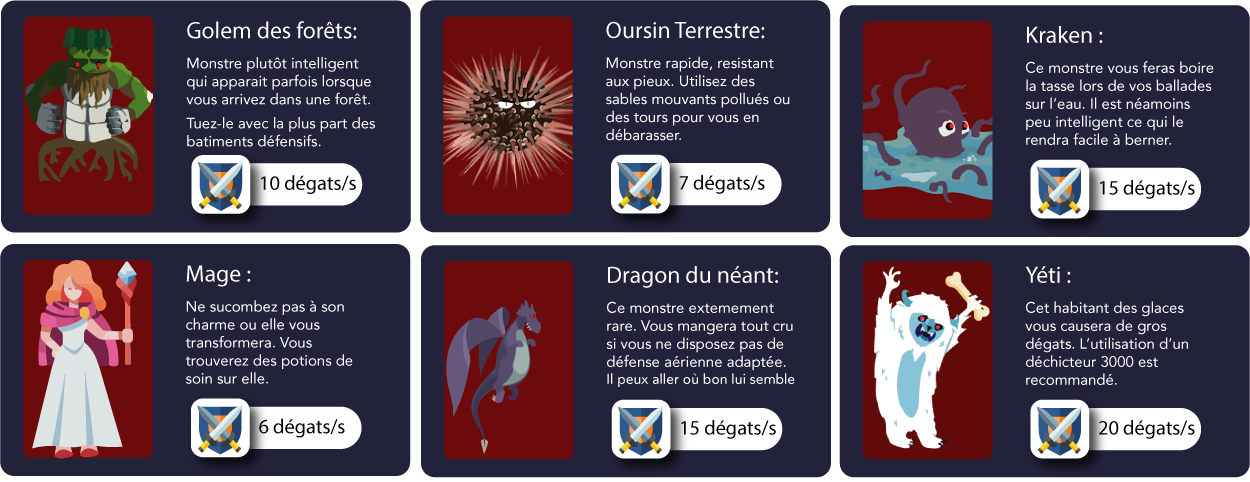 Golem des forêts:
Monstre plutôt intelligent
qui apparait parfois lorsque
vous arrivez dans une forêt.
Tuez-le avec la plus part des
batiments défensifs.
10 dégats/s
Oursin Terrestre:
Monstre rapide, resistant
aux pieux. Utilisez des
sables mouvants pollués ou
des tours pour vous en
débarasser.
7 dégats/s
Kraken :
Ce monstre vous feras boire
la tasse lors de vos ballades
sur l'eau. Il est néamoins
peu intelligent ce qui le
rendra facile à berner.
15 dégats/s
Mage :
Ne sucombez pas à son
charme ou elle vous
transformera. Vous
trouverez des potions de
soin sur elle.
6 dégats/s
Dragon du néant:
Ce monstre extemement
rare. Vous mangera tout cru
si vous ne disposez pas de
défense aérienne adaptée.
Il peux aller où bon lui semble
15 dégats/s
Yéti :
Cet habitant des glaces
vous causera de gros
dégats. L'utilisation d'un
déchicteur 3000 est
recommandé.
20 dégats/s